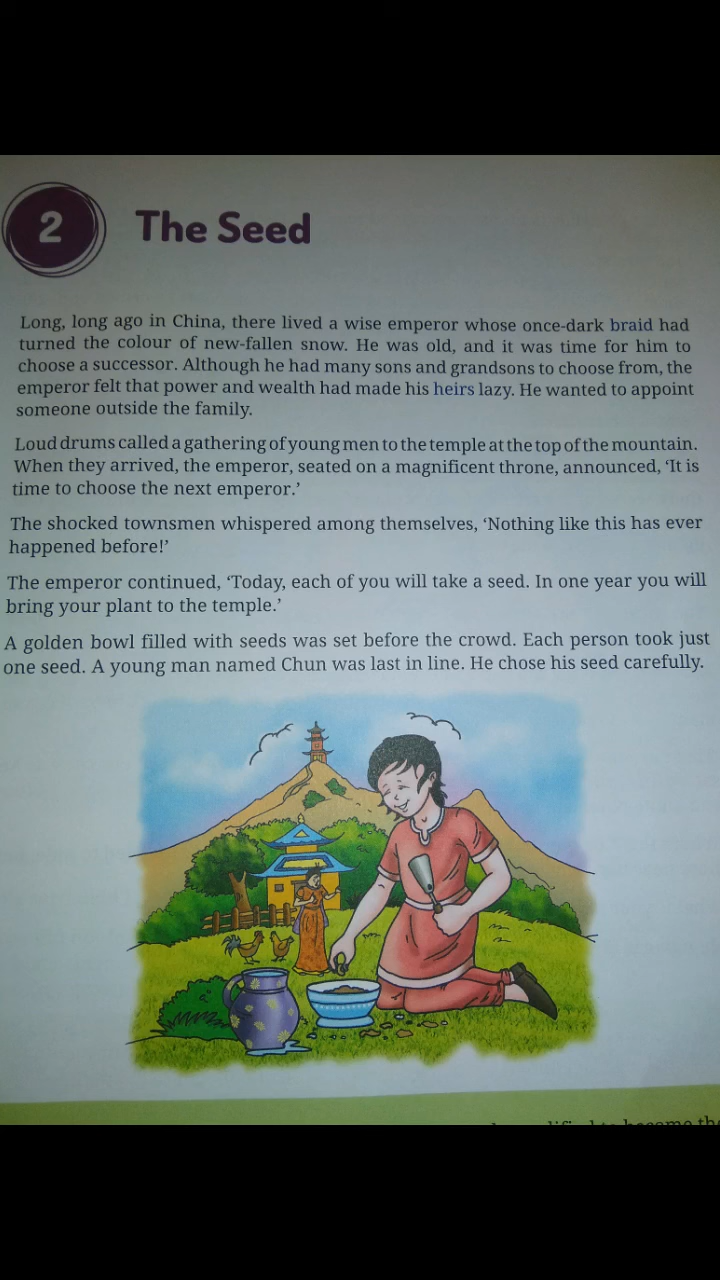 2
The Seed
Long, long ago in China, there lived a wise emperor whose once-dark braid had
turned the colour of new-fallen snow. He was old, and it was time for him to
choose a successor. Although he had many sons and grandsons to choose from, the
emperor felt that power and wealth had made his heirs lazy. He wanted to appoint
someone outside the family.
Loud drums called a gathering of young men to the temple at the top of the mountain.
When they arrived, the emperor, seated on a magnificent throne, announced, ‘It is
time to choose the next emperor.’
The shocked townsmen whispered among themselves, ‘Nothing like this has ever
happened before!’
The emperor continued, ‘Today, each of you will take a seed. In one year you will
bring your plant to the temple.’
A golden bowl filled with seeds was set before the crowd. Each person took just
one seed. A young man named Chun was last in line. He chose his seed carefully.
to become the